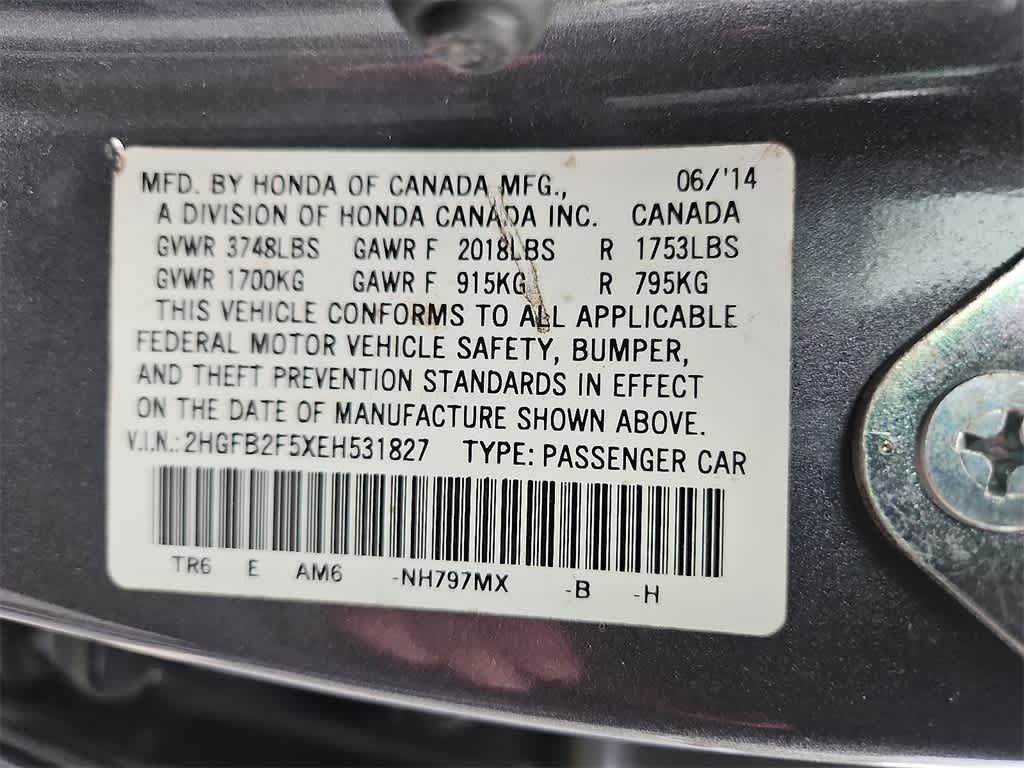 MFD. BY HONDA OF CANADA MFG., 06/'14
A DIVISION OF HONDA CANADA INC. CANADA
GVWR 3748LBS GAWR F 2018LBS R 1753LBS
GVWR 1700KG GAWR F 915KG R 795KG
THIS VEHICLE CONFORMS TO ALL APPLICABLE
FEDERAL MOTOR VEHICLE SAFETY, BUMPER,
AND THEFT PREVENTION STANDARDS IN EFFECT
ON THE DATE OF MANUFACTURE SHOWN ABOVE.
V.I.N.: 2HGFB2F5XEH531827 TYPE: PASSENGER CAR
TR6 E AM6 -NH797MX -B -H